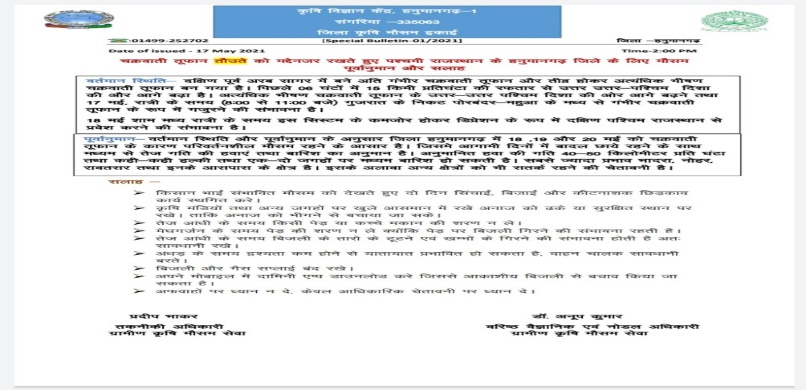 कृषि विज्ञान केंद्र, हनुमानगढ़–1
संगरिया –335063
जिला कृषि मौसम इकाई
01499-252702 [Special Bulletin-01/2021] जिला –हनुमानगढ़
Date of issued - 17 May 2021 Time-2:00 PM
चक्रवाती तूफान तौउते को मद्देनजर रखते हुए पश्चमी राजस्थान के हनुमानगढ़ जिले के लिए मौसम
पूर्वानुमान और सलाह
वर्तमान स्थिति– दक्षिण पूर्व अरब सागर में बने अति गंभीर चक्रवाती तूफान और तीव्र होकर अत्यधिक भीषण
चक्रवाती तूफान बन गया है। पिछले 06 घंटों में 15 किमी प्रतिघंटा की रफतार से उत्तर उत्तर–पश्चिम दिशा
की और आगे बढ़ा है। अत्यधिक भीषण चक्रवाती तूफान के उत्तर–उत्तर पश्चिम दिशा की और आगे बढ़ने तथा
17 मई, रात्री के समय (8:00 से 11:00 बजे) गुजरात के निकट पोरबंदर–महुआ के मध्य से गंभीर चक्रवाती
तूफान के रूप में गजुरने की संभावना है।
18 मई शाम मध्य रात्री के समय इस सिस्टम के कमजोर होकर डिप्रेशन के रूप में दक्षिण पश्चिम राजस्थान से
प्रवेश करने की संभावना है।
पूर्वानुमान– वर्तमान स्थिति और पूर्वानुमान के अनुसार जिला हनुमानगढ़ में 18 ,19 और 20 मई को चक्रवाती
तूफान के कारण परिवर्तनशील मौसम रहने के आसार है। जिसमे आगामी दिनों में बादल छाये रहने के साथ
मध्यम से तेज गति की हवाएं तथा बारिश का अनुमान है। अनुमानित हवा की गति 40–50 किलोमीटर प्रति घंटा
तथा कही–कही हल्की तथा एक–दो जगहों पर मध्यम बारिश हो सकती है। सबसे ज्यादा प्रभाव भादरा, नोहर,
रावतसर तथा इनके आसपास के क्षेत्र है। इसके अलावा अन्य क्षेत्रों को भी सतर्क रहने की चेतावनी है।
सलाह –
किसान भाई संभावित मौसम को देखते हुए दो दिन सिंचाई, बिजाई और कीटनाशक छिड़काव
कार्य स्थगित करे।
कृषि मंडियों तथा अन्य जगहों पर खुले आसमान में रखे अनाज को ढके या सुरक्षित स्थान पर
रखे। ताकि अनाज को भीगने से बचाया जा सके।
तेज आंधी के समय किसी पेड़ या कच्चे मकान की शरण न ले।
मेघगर्जन के समय पेड़ की शरण न ले क्योंकि पेड़ पर बिजली गिरने की संभावना रहती है।
तेज आंधी के समय बिजली के तारो के टूटने एवं खम्भों के गिरने की संभावना होती है अतः
सावधानी रखे।
अंधड़ के समय द्रश्यता कम होने से यातायात प्रभावित हो सकता है, वाहन चालक सावधानी
बरते।
बिजली और गैस सप्लाई बंद रखे।
अपने मोबाइल में दामिनी एप्प डाउनलोड करे जिससे आकाशीय बिजली से बचाव किया जा
सकता है।
अफवाहों पर ध्यान न दे, केवल आधिकारिक चेतावनी पर ध्यान दे।
प्रदीप भाकर डॉ. अनूप कुमार
तकनीकी अधिकारी वरिष्ठ वैज्ञानिक एवं नोडल अधिकारी
ग्रामीण कृषि मौसम सेवा ग्रामीण कृषि मौसम सेवा